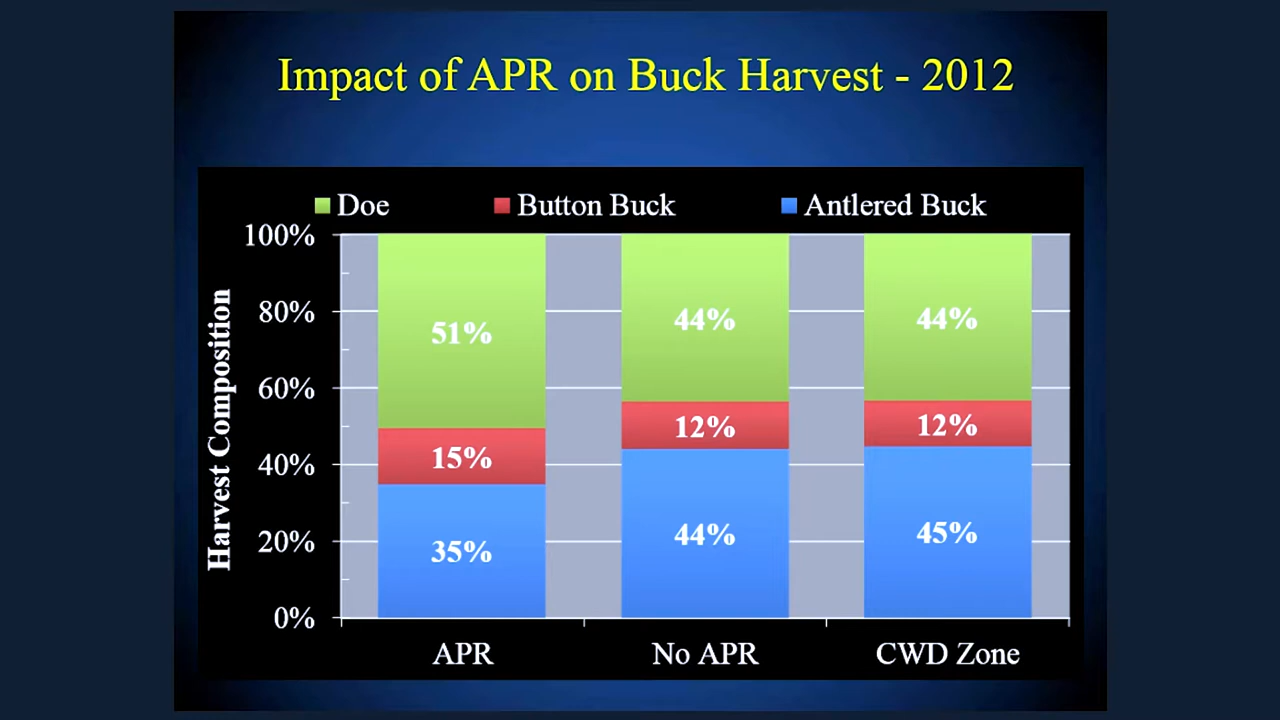 Impact of APR on Buck Harvest - 2012
Doe Button Buck Antlered Buck
Harvest Composition
100%
80%
60%
40%
20%
0%
51% 44% 44%
15% 12% 12%
35% 44% 45%
APR No APR CWD Zone